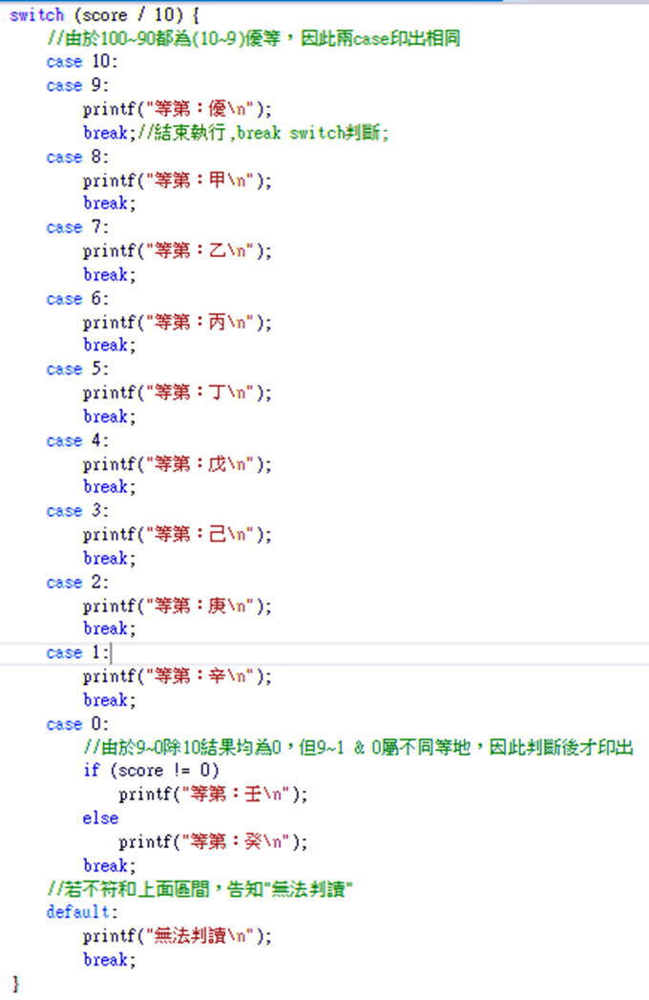 switch (score / 10) {
    //由於100~90都為(10~9)優等，因此兩case印出相同
    case 10:
    case 9:
        printf("等第：優\n");
        break;//結束執行,break switch判斷;
    case 8:
        printf("等第：甲\n");
        break;
    case 7:
        printf("等第：乙\n");
        break;
    case 6:
        printf("等第：丙\n");
        break;
    case 5:
        printf("等第：丁\n");
        break;
    case 4:
        printf("等第：戊\n");
        break;
    case 3:
        printf("等第：己\n");
        break;
    case 2:
        printf("等第：庚\n");
        break;
    case 1:
        printf("等第：辛\n");
        break;
    case 0:
        //由於9~0除10結果均為0，但9~1 & 0屬不同等地，因此判斷後才印出
        if (score != 0)
            printf("等第：壬\n");
        else
            printf("等第：癸\n");
        break;
    //若不符和上面區間，告知"無法判讀"
    default:
        printf("無法判讀\n");
        break;
}